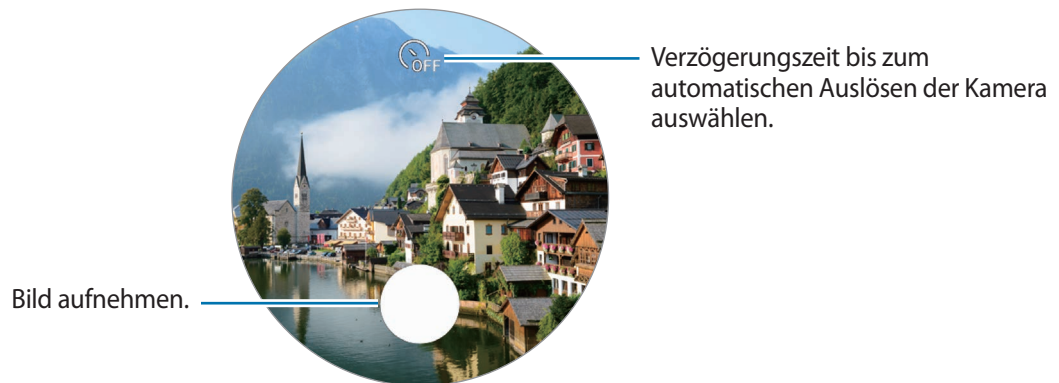 OFF
Verzögerungszeit bis zum
automatischen Auslösen der Kamera
auswählen.
Bild aufnehmen.